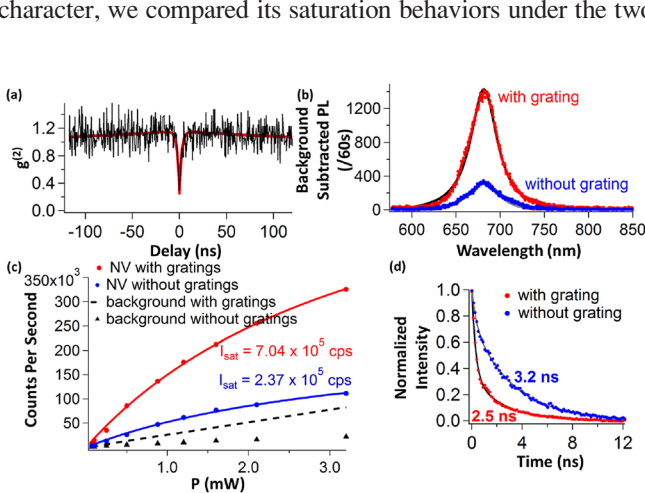 character, we compared its saturation behaviors under the two
(a)
g(2)
1.2
0.8
0.4
0.0
-100 -50 0 50 100
Delay (ns)
(b)
Background
Subtracted PL
(/60s)
1200
800
400
0
with grating
without grating
600 650 700 750 800 850
Wavelength (nm)
(c)
Counts Per Second
350x10³
300
250
200
150
100
50
NV with gratings
NV without gratings
background with gratings
background without gratings
Isat = 7.04 x 10⁵ cps
Isat = 2.37 x 10⁵ cps
1.0 2.0 3.0
P (mW)
(d)
Normalized
Intensity
1.0
0.8
0.6
0.4
0.2
0.0
with grating
without grating
3.2 ns
2.5 ns
0 4 8 12
Time (ns)